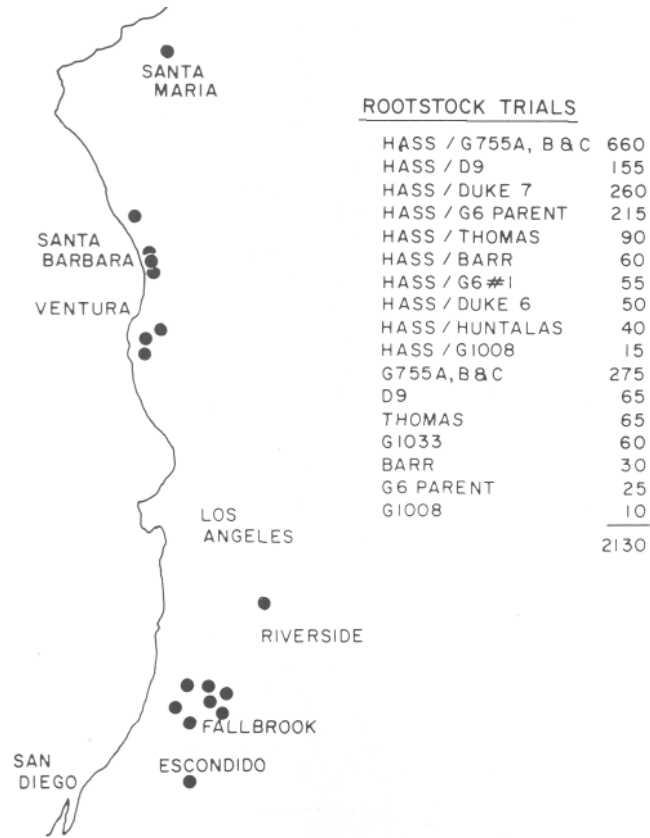 SANTA
MARIA
SANTA
BARBARA
VENTURA
LOS
ANGELES
RIVERSIDE
FALLBROOK
ESCONDIDO
SAN
DIEGO
ROOTSTOCK TRIALS
HASS / G755A, B & C 660
HASS / D9 155
HASS / DUKE 7 260
HASS / G6 PARENT 215
HASS / THOMAS 90
HASS / BARR 60
HASS / G6 #1 55
HASS / DUKE 6 50
HASS / HUNTALAS 40
HASS / G1008 15
G755A, B & C 275
D9 65
THOMAS 65
G1033 60
BARR 30
G6 PARENT 25
G1008 10
2130